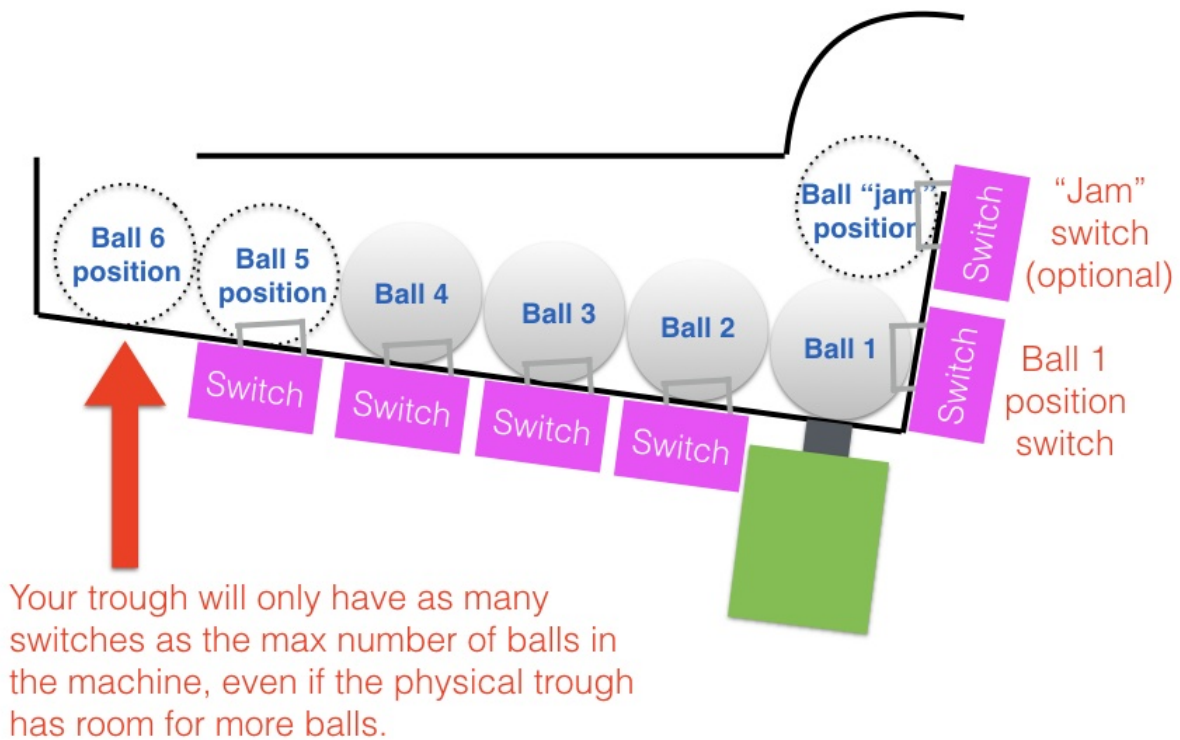 Ball 6
position
Ball 5
position
Ball 4
Ball 3
Ball 2
Ball 1
Ball “jam”
position
Switch
Switch
Switch
Switch
Switch
Switch
“Jam”
switch
(optional)
Ball 1
position
switch
Your trough will only have as many
switches as the max number of balls in
the machine, even if the physical trough
has room for more balls.